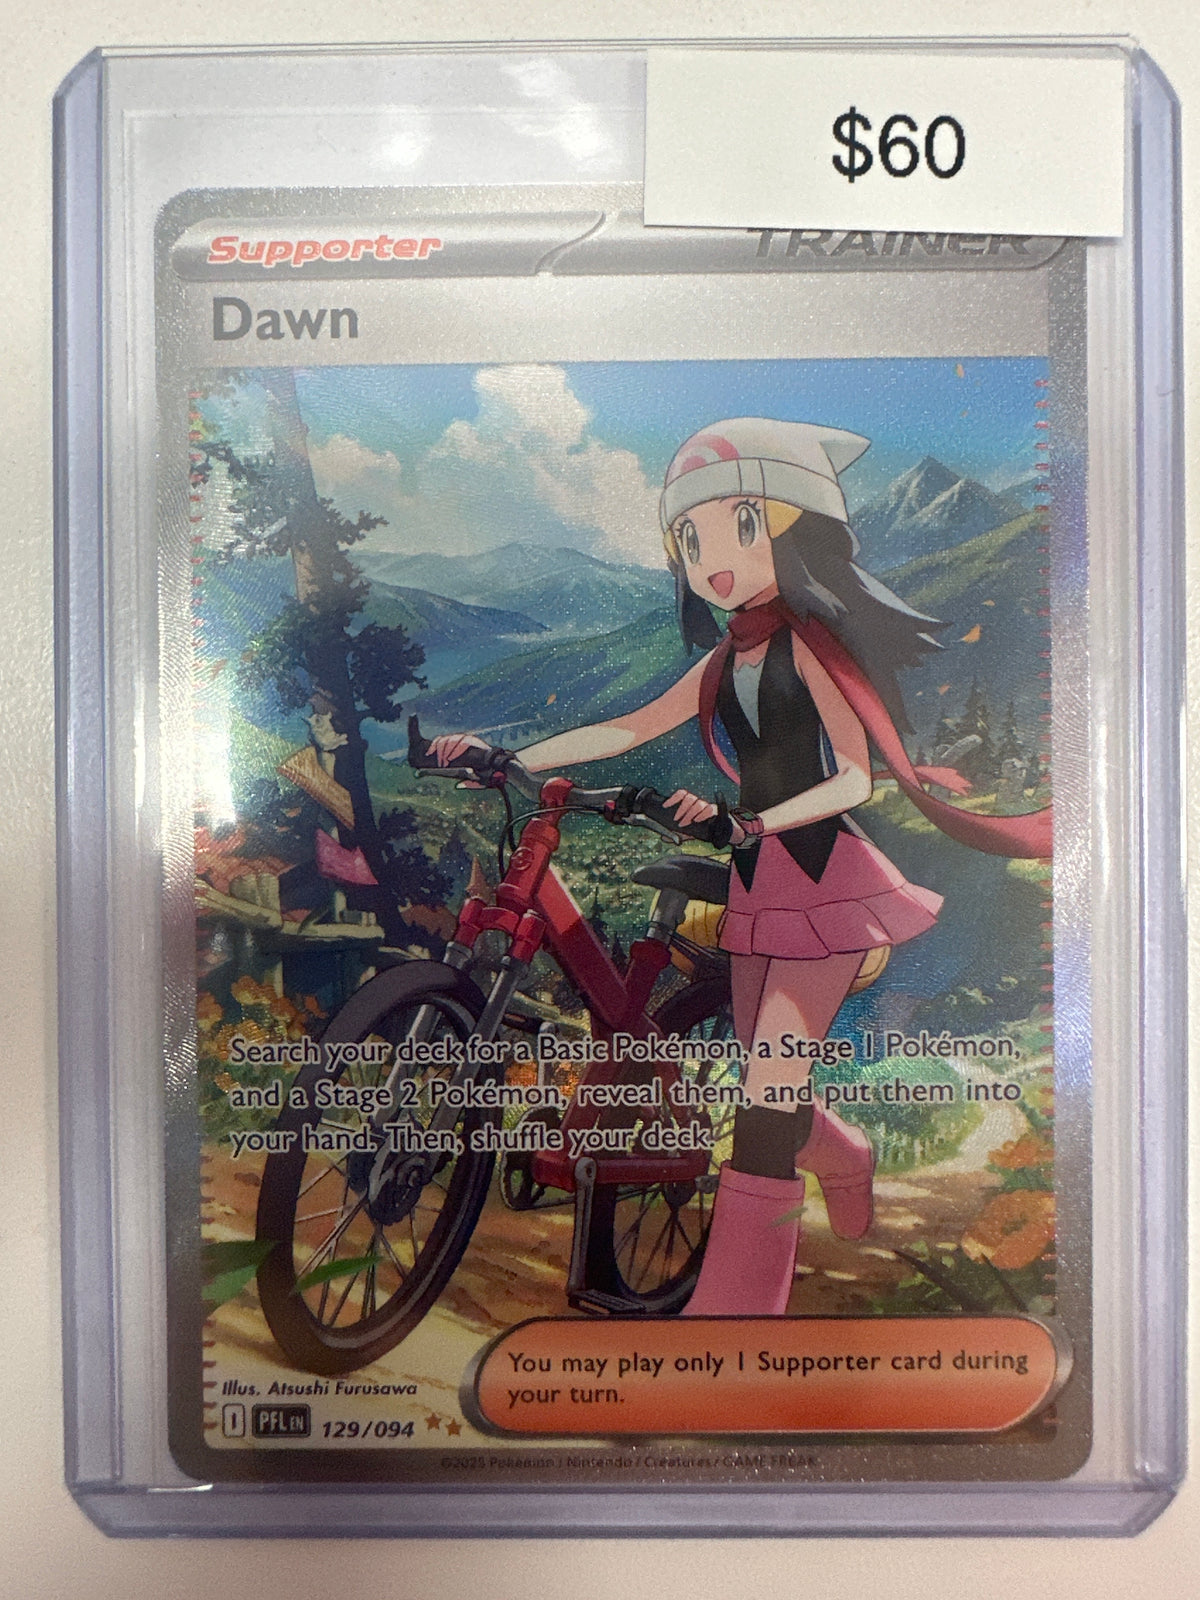 $60
Supporter
TRAINER
Dawn
Search your deck for a Basic Pokémon, a Stage 1 Pokémon,
and a Stage 2 Pokémon, reveal them, and put them into
your hand. Then, shuffle your deck.
You may play only 1 Supporter card during
your turn.
Illus. Atsushi Furusawa
I PFL EN 129/094
©2025 Pokémon / Nintendo / Creatures / GAME FREAK